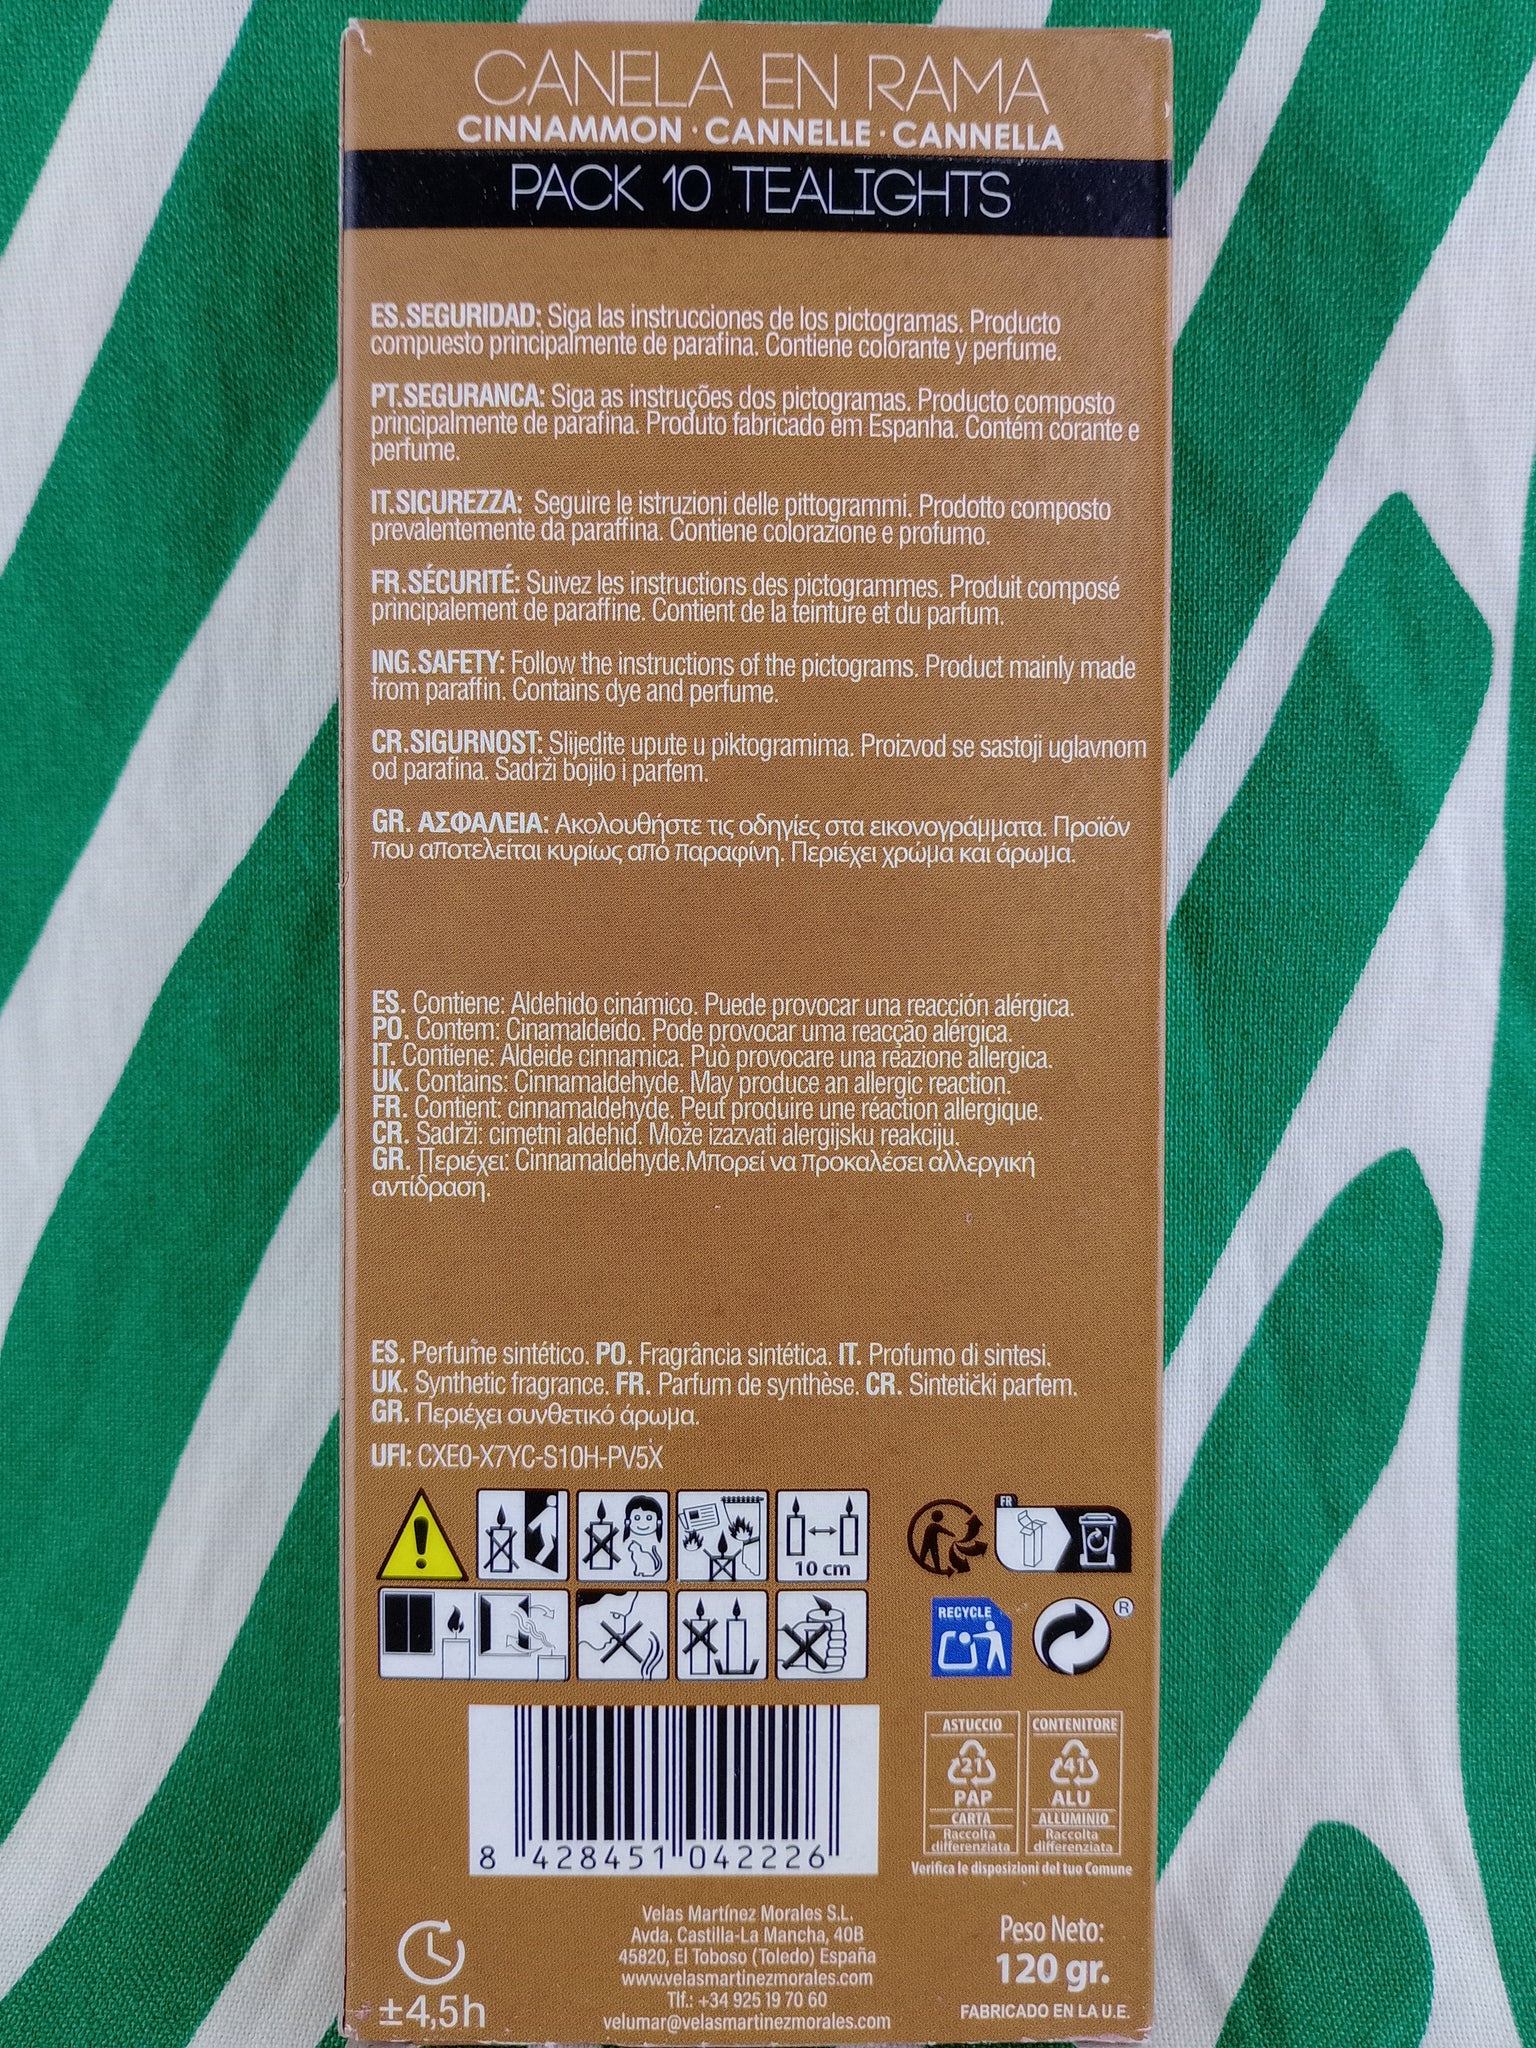 CANELA EN RAMA
CINNAMMON · CANNELLE · CANNELLA
PACK 10 TEALIGHTS
ES.SEGURIDAD: Siga las instrucciones de los pictogramas. Producto
compuesto principalmente de parafina. Contiene colorante y perfume.
PT.SEGURANCA: Siga as instruções dos pictogramas. Producto composto
principalmente de parafina. Produto fabricado em Espanha. Contém corante e
perfume.
IT.SICUREZZA: Seguire le istruzioni delle pittogrammi. Prodotto composto
prevalentemente da paraffina. Contiene colorazione e profumo.
FR.SÉCURITÉ: Suivez les instructions des pictogrammes. Produit composé
principalement de paraffine. Contient de la teinture et du parfum.
ING.SAFETY: Follow the instructions of the pictograms. Product mainly made
from paraffin. Contains dye and perfume.
CR.SIGURNOST: Slijedite upute u piktogramima. Proizvod se sastoji uglavnom
od parafina. Sadrži bojilo i parfem.
GR. ΑΣΦΑΛΕΙΑ: Ακολουθήστε τις οδηγίες στα εικονογράμματα. Προϊόν
που αποτελείται κυρίως από παραφίνη. Περιέχει χρώμα και άρωμα.
ES. Contiene: Aldehido cinámico. Puede provocar una reacción alérgica.
PO. Contem: Cinamaldeído. Pode provocar uma reacção alérgica.
IT. Contiene: Aldeide cinnamica. Può provocare una reazione allergica.
UK. Contains: Cinnamaldehyde. May produce an allergic reaction.
FR. Contient: cinnamaldehyde. Peut produire une réaction allergique.
CR. Sadrži: cimetni aldehid. Može izazvati alergijsku reakciju.
GR. Περιέχει: Cinnamaldehyde.Μπορεί να προκαλέσει αλλεργική
αντίδραση.
ES. Perfume sintético. PO. Fragrância sintética. IT. Profumo di sintesi.
UK. Synthetic fragrance. FR. Parfum de synthèse. CR. Sintetički parfem.
GR. Περιέχει συνθετικό άρωμα.
UFI: CXE0-X7YC-S10H-PV5X
FR
10 cm
RECYCLE
®
ASTUCCIO CONTENITORE
21 41
PAP ALU
CARTA ALLUMINIO
Raccolta Raccolta
differenziata differenziata
Verifica le disposizioni del tuo Comune
8 428451 042226
Velas Martínez Morales S.L.
Avda. Castilla-La Mancha, 40B
45820, El Toboso (Toledo) España
www.velasmartinezmorales.com
Tlf.: +34 925 19 70 60
velumar@velasmartinezmorales.com
±4,5h
Peso Neto:
120 gr.
FABRICADO EN LA U.E.